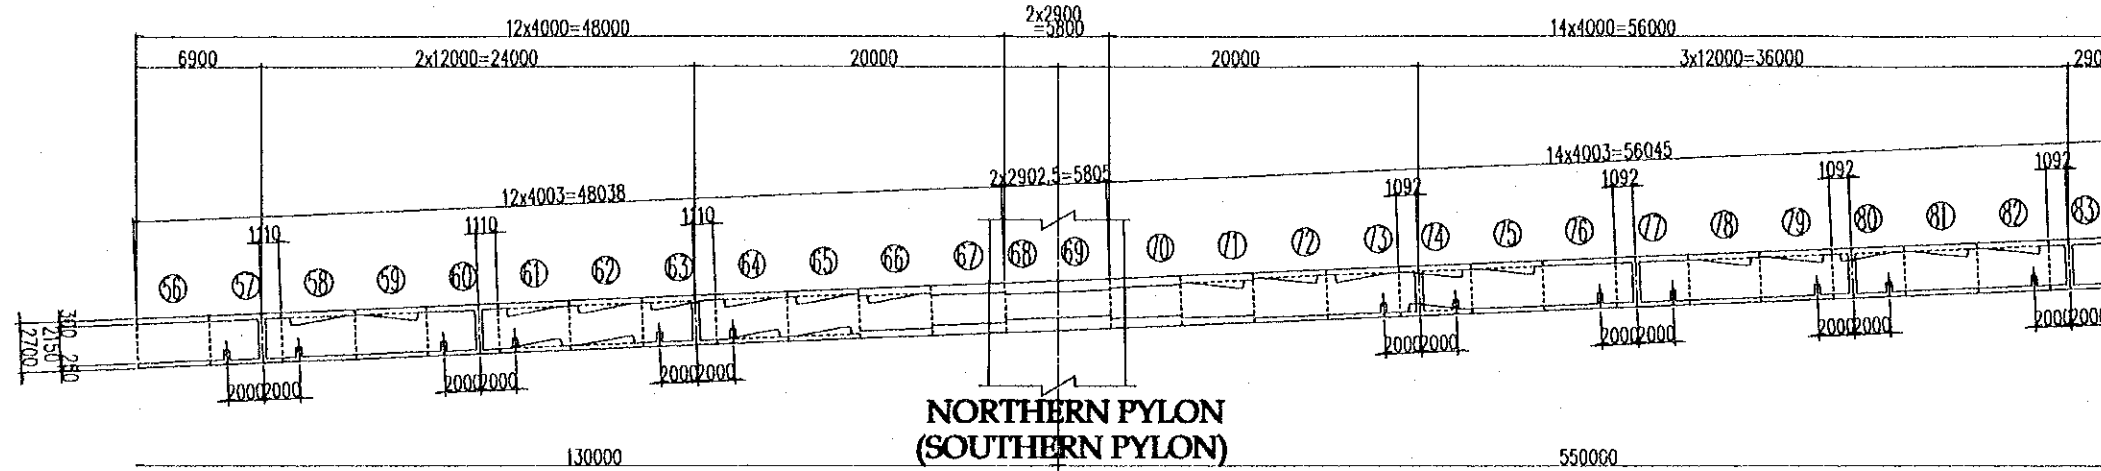 12x4000=48000
2x2900
=5800
14x4000=56000
6900
2x12000=24000
20000
20000
3x12000=36000
290
12x4003=48038
2x2902,5=5805
14x4003=56045
1110
1110
1110
1092
1092
1092
1092
56 57 58 59 60 61 62 63 64 65 66 67 68 69 70 71 72 73 74 75 76 77 78 79 80 81 82 83
300
2150
250
2700
2000 2000
2000 2000
2000 2000
2000 2000
2000 2000
2000 2000
2000 2000
NORTHERN PYLON
(SOUTHERN PYLON)
130000
550000